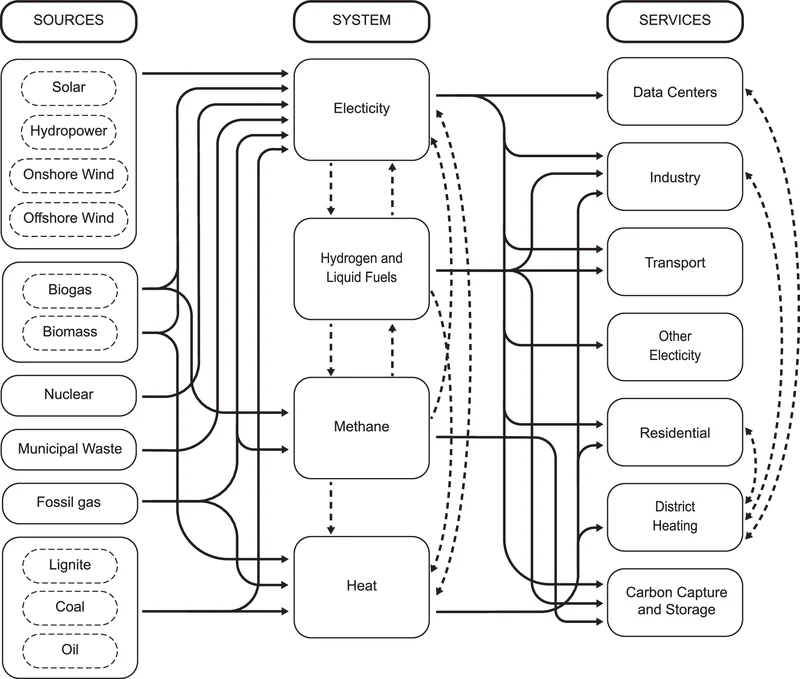 SOURCES
SYSTEM
SERVICES
Solar
Hydropower
Onshore Wind
Offshore Wind
Biogas
Biomass
Nuclear
Municipal Waste
Fossil gas
Lignite
Coal
Oil
Electicity
Hydrogen and
Liquid Fuels
Methane
Heat
Data Centers
Industry
Transport
Other
Electicity
Residential
District
Heating
Carbon Capture
and Storage